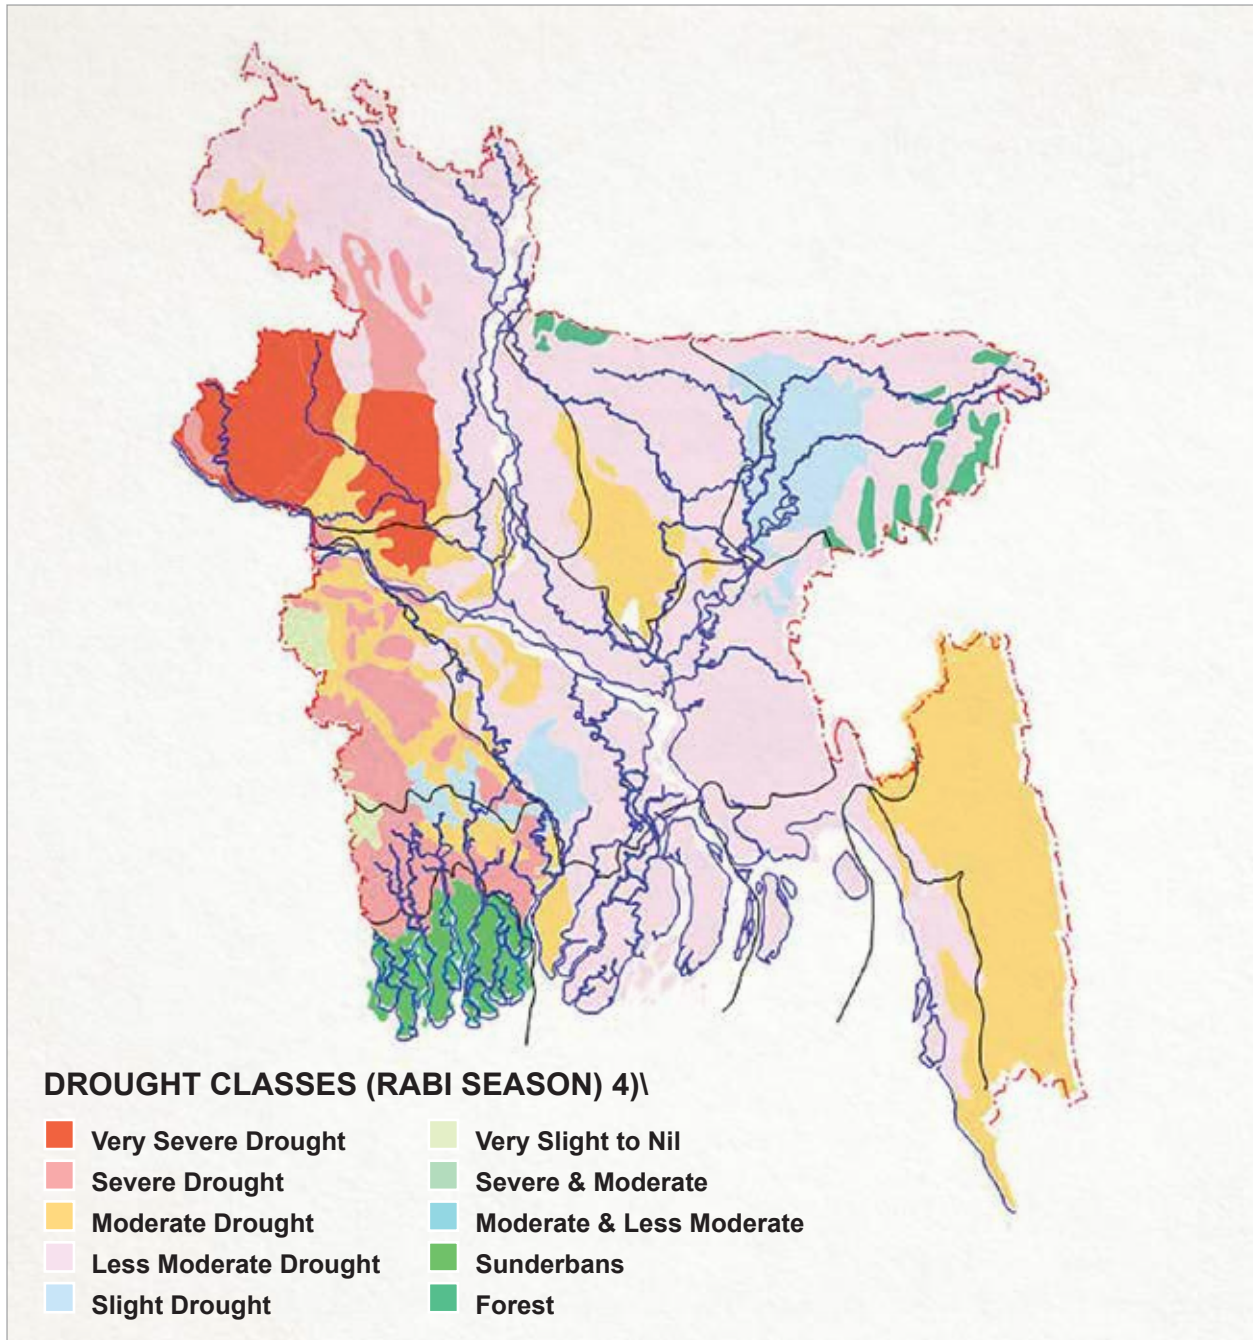 DROUGHT CLASSES (RABI SEASON) 4)\
Very Severe Drought
Severe Drought
Moderate Drought
Less Moderate Drought
Slight Drought
Very Slight to Nil
Severe & Moderate
Moderate & Less Moderate
Sunderbans
Forest